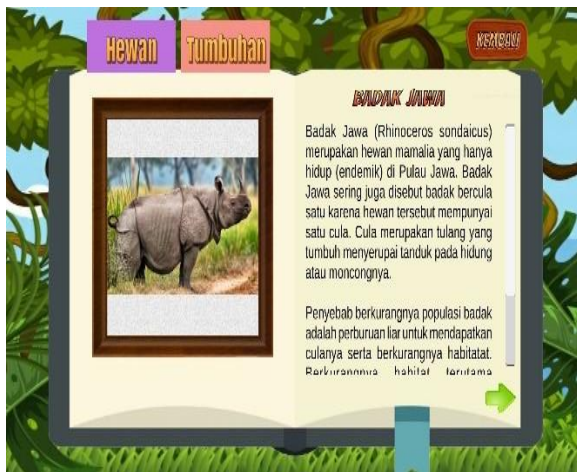 Hewan
Tumbuhan
KEMBALI
BADAK JAWA
Badak Jawa (Rhinoceros sondaicus)
merupakan hewan mamalia yang hanya
hidup (endemik) di Pulau Jawa. Badak
Jawa sering juga disebut badak bercula
satu karena hewan tersebut mempunyai
satu cula. Cula merupakan tulang yang
tumbuh menyerupai tanduk pada hidung
atau moncongnya.
Penyebab berkurangnya populasi badak
adalah perburuan liar untuk mendapatkan
culanya serta berkurangnya habitatat.
Berkurangnya habitat terutama